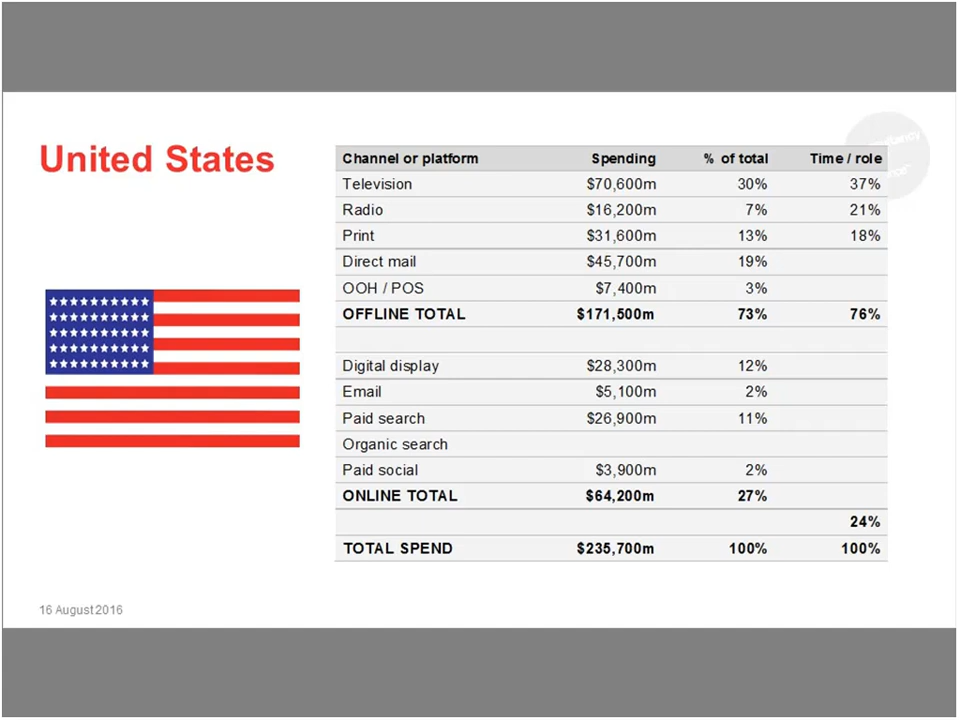 United States
Channel or platform Spending % of total Time / role
Television $70,600m 30% 37%
Radio $16,200m 7% 21%
Print $31,600m 13% 18%
Direct mail $45,700m 19%
OOH / POS $7,400m 3%
OFFLINE TOTAL $171,500m 73% 76%
Digital display $28,300m 12%
Email $5,100m 2%
Paid search $26,900m 11%
Organic search
Paid social $3,900m 2%
ONLINE TOTAL $64,200m 27%
24%
TOTAL SPEND $235,700m 100% 100%
16 August 2016